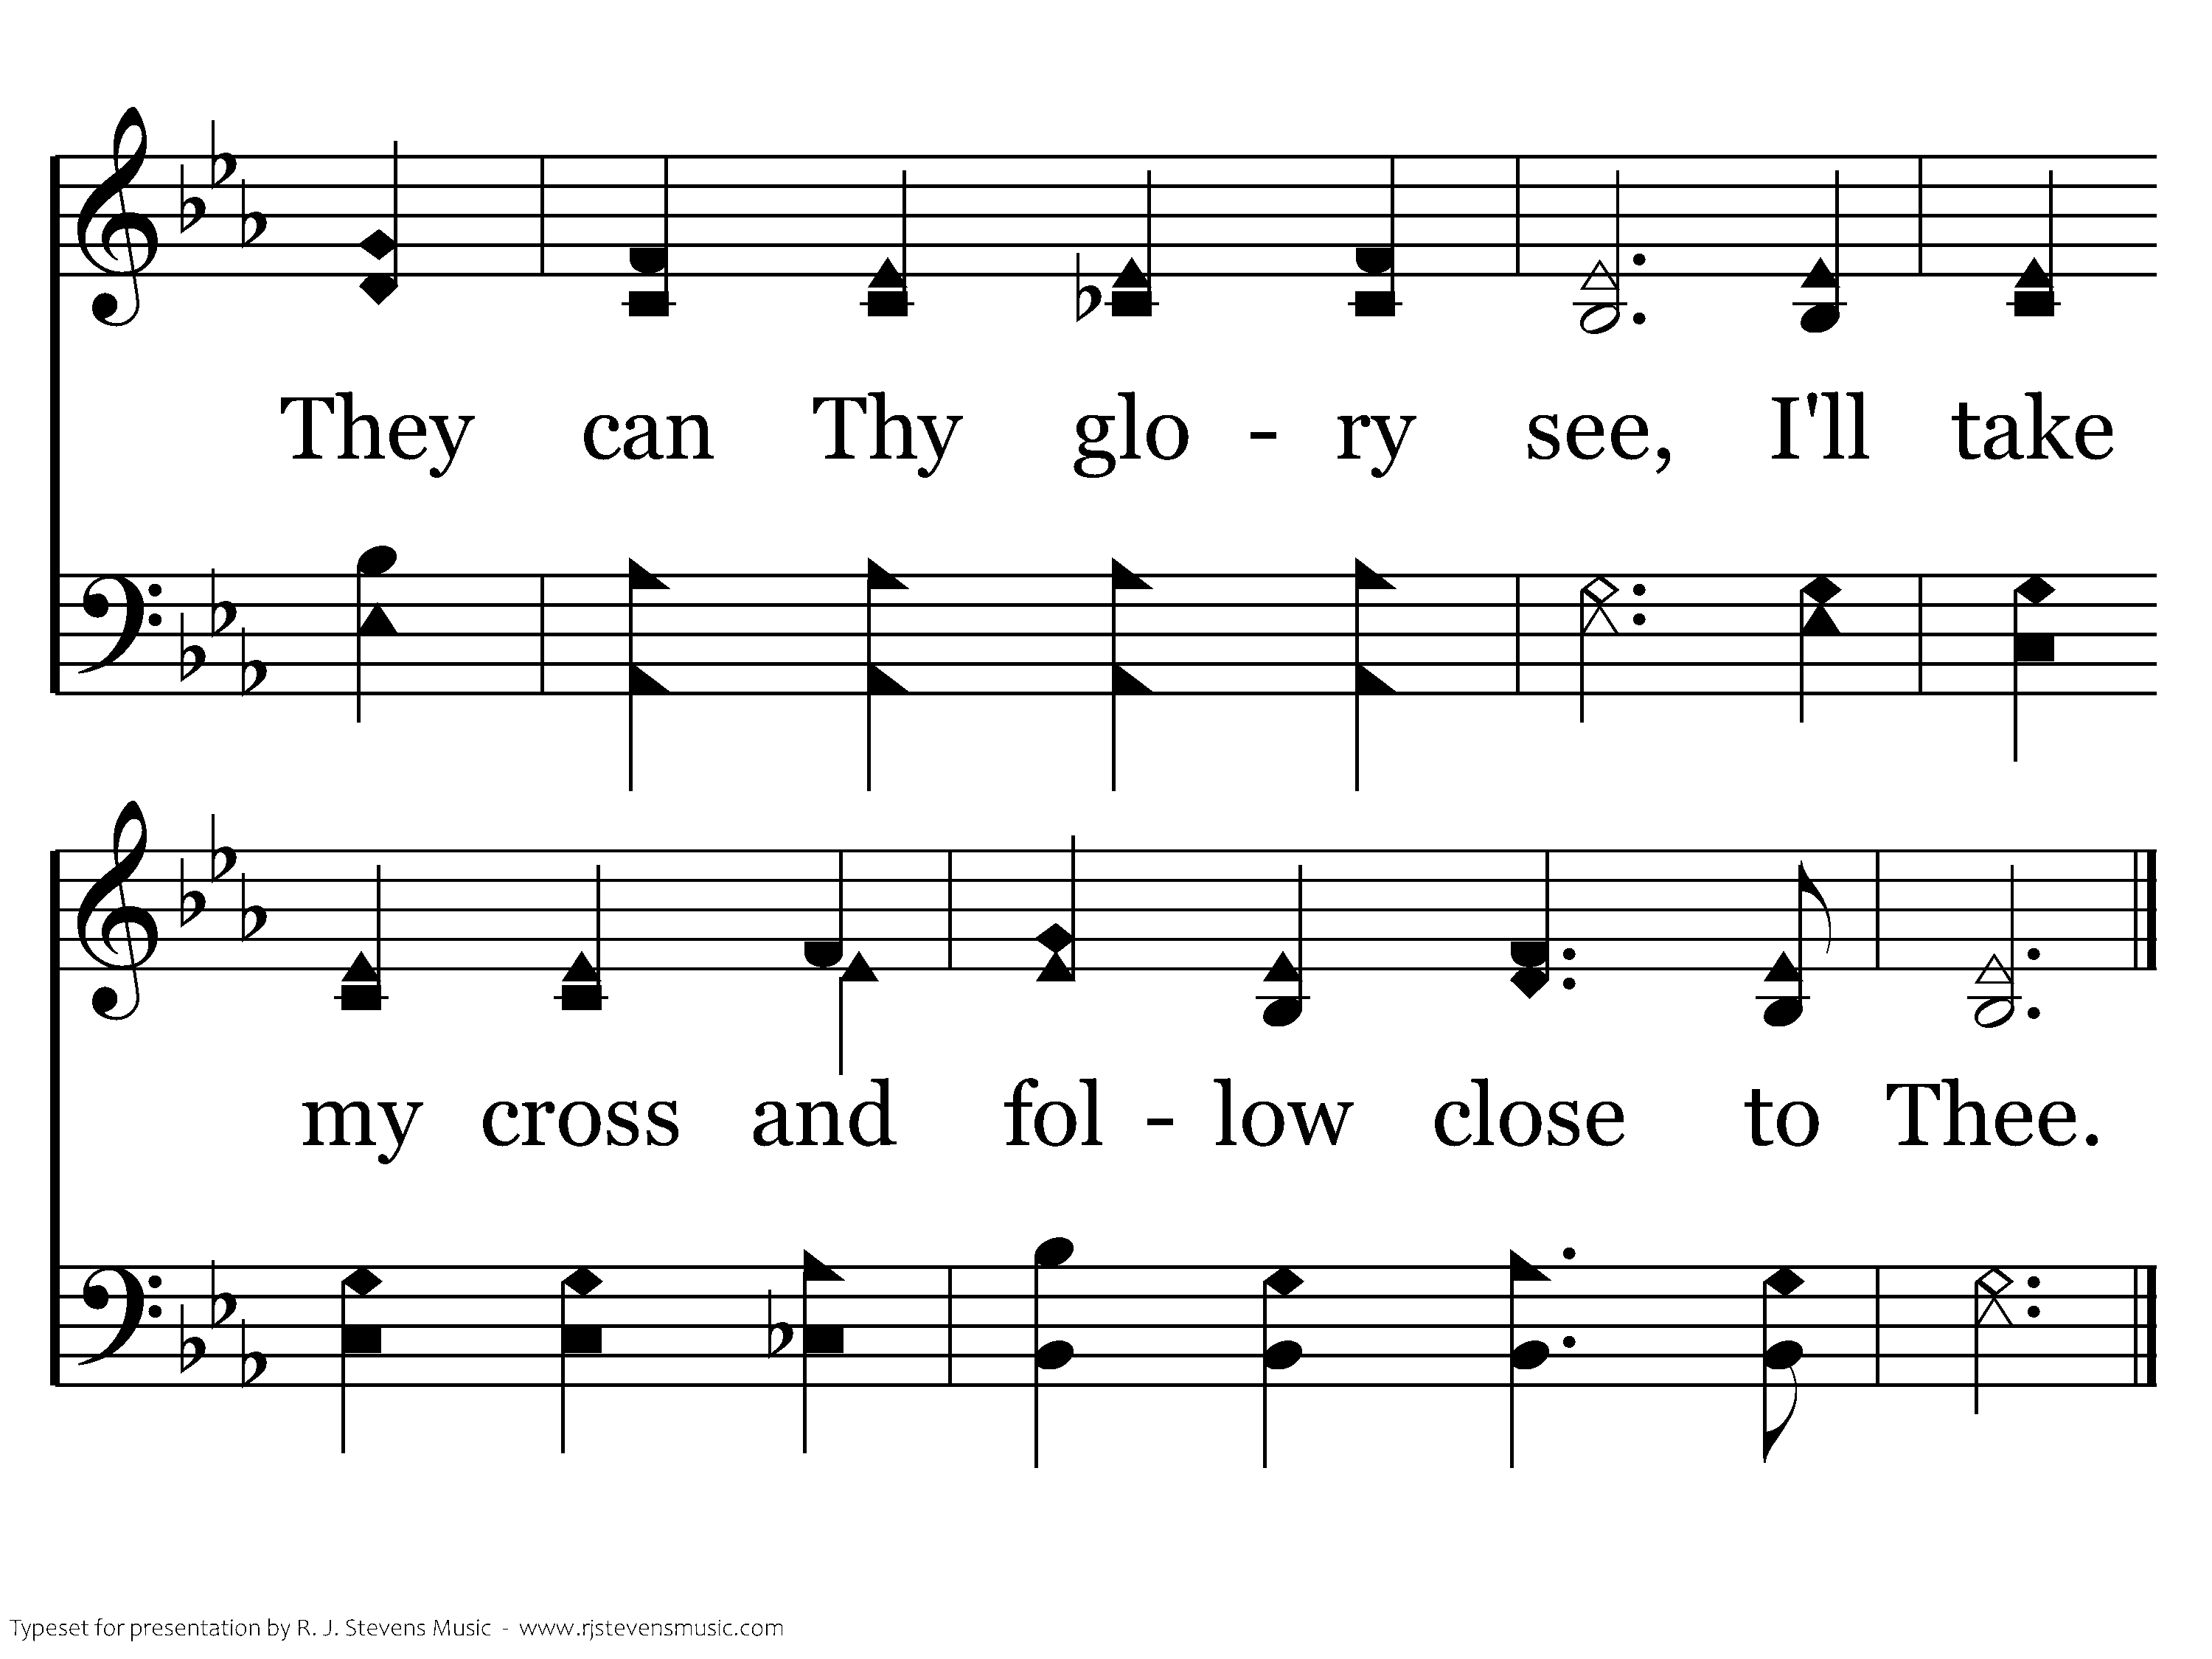 They can Thy glo - ry see, I'll take
my cross and fol - low close to Thee.
Typeset for presentation by R. J. Stevens Music - www.rjstevensmusic.com